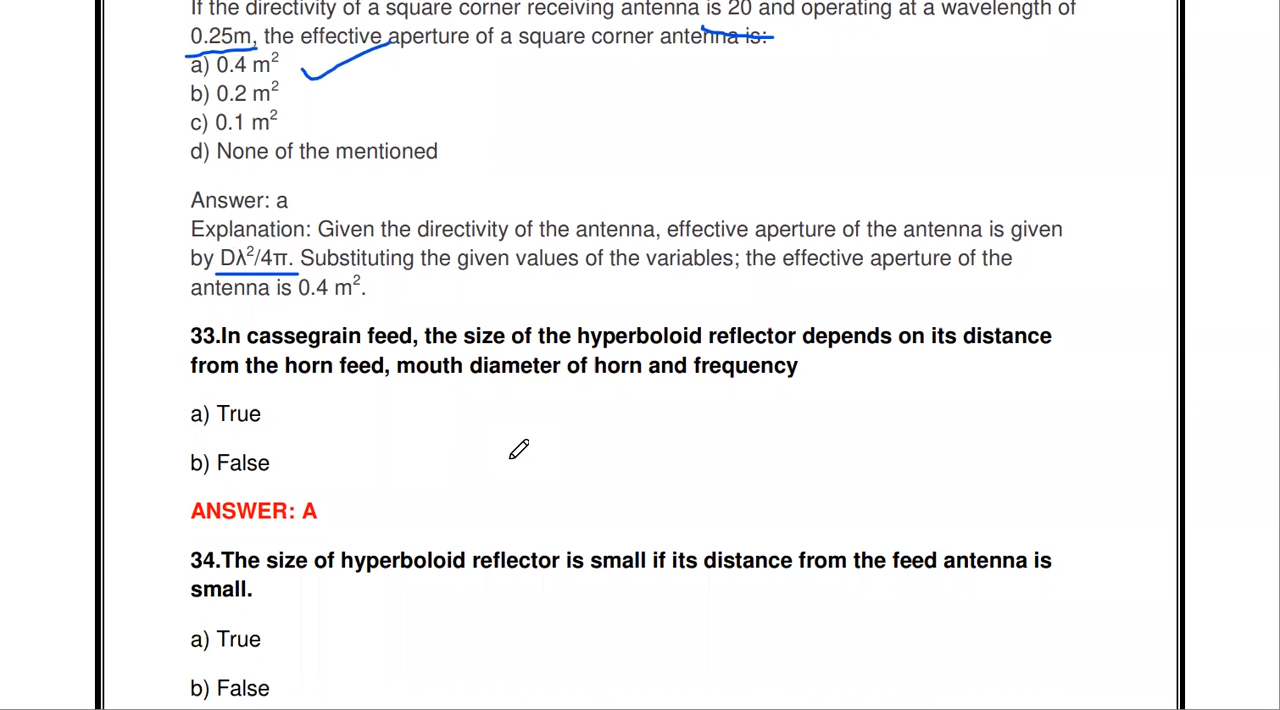 If the directivity of a square corner receiving antenna is 20 and operating at a wavelength of
0.25m, the effective aperture of a square corner antenna is:
a) 0.4 m²
b) 0.2 m²
c) 0.1 m²
d) None of the mentioned
Answer: a
Explanation: Given the directivity of the antenna, effective aperture of the antenna is given
by Dλ²/4π. Substituting the given values of the variables; the effective aperture of the
antenna is 0.4 m².
33.In cassegrain feed, the size of the hyperboloid reflector depends on its distance
from the horn feed, mouth diameter of horn and frequency
a) True
b) False
ANSWER: A
34.The size of hyperboloid reflector is small if its distance from the feed antenna is
small.
a) True
b) False